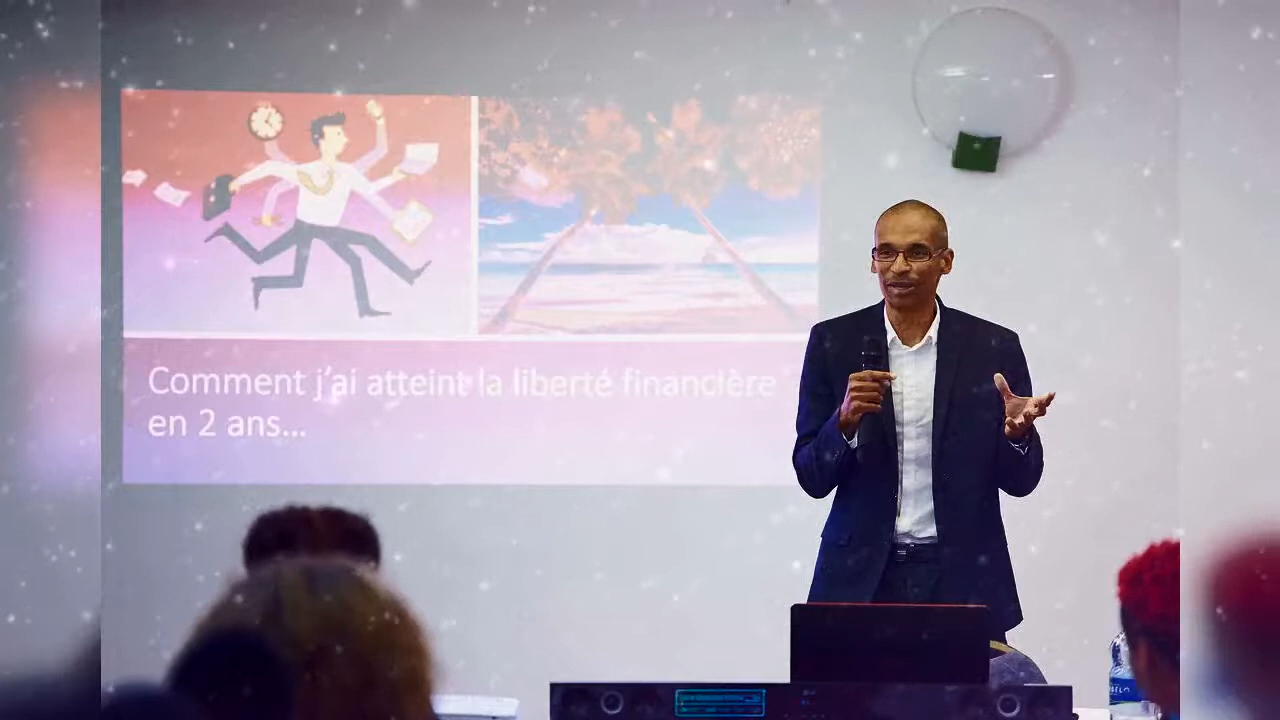 Comment j'ai atteint la liberté financière
en 2 ans...